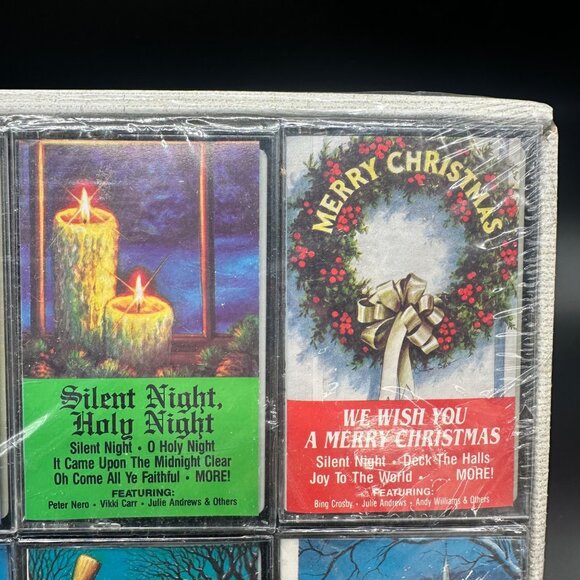 Silent Night,
Holy Night
Silent Night • O Holy Night
It Came Upon The Midnight Clear
Oh Come All Ye Faithful • MORE!
FEATURING:
Peter Nero • Vikki Carr • Julie Andrews & Others
MERRY CHRISTMAS
WE WISH YOU
A MERRY CHRISTMAS
Silent Night • Deck The Halls
Joy To The World • MORE!
FEATURING:
Bing Crosby • Julie Andrews • Andy Williams & Others